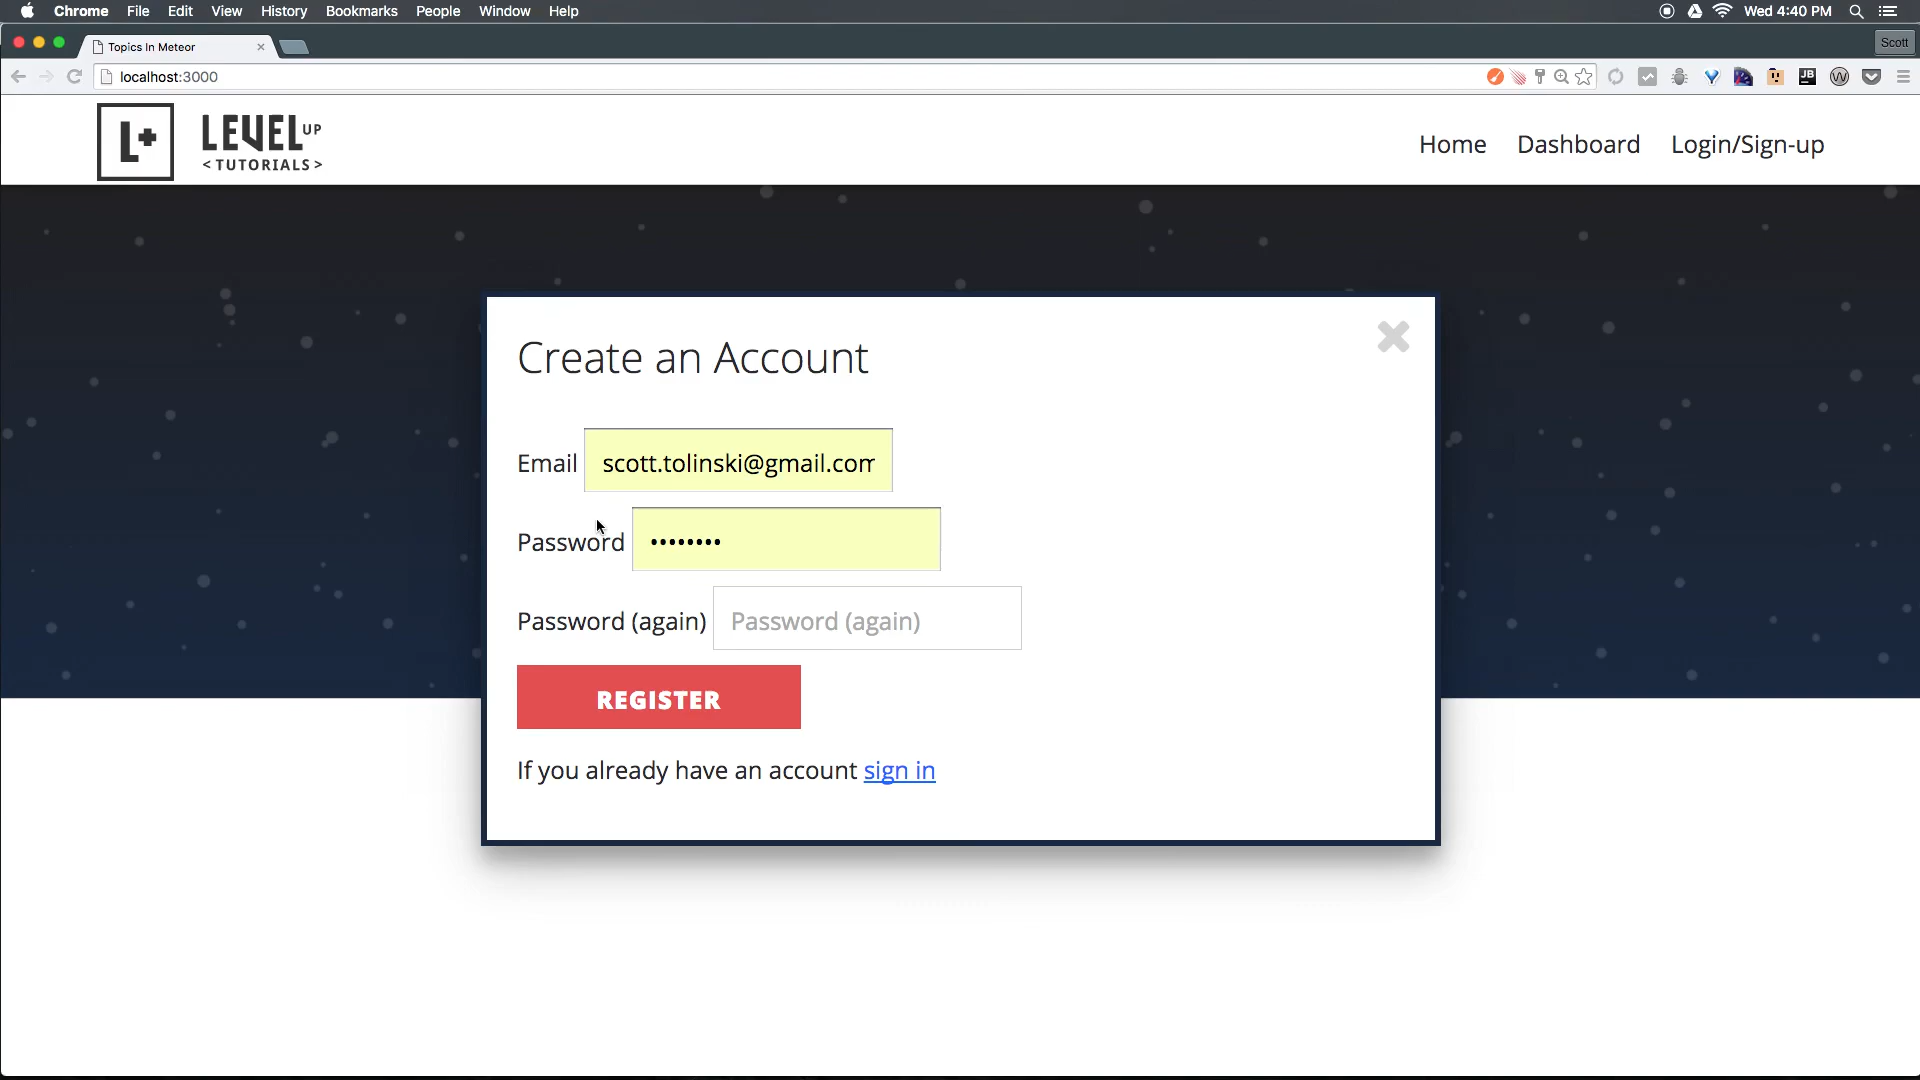 Chrome File Edit View History Bookmarks People Window Help Wed 4:40 PM
Topics In Meteor Scott
localhost:3000 JB W
L+ LEVEL UP
<TUTORIALS>
Home Dashboard Login/Sign-up
Create an Account
Email scott.tolinski@gmail.com
Password ••••••••
Password (again) Password (again)
REGISTER
If you already have an account sign in